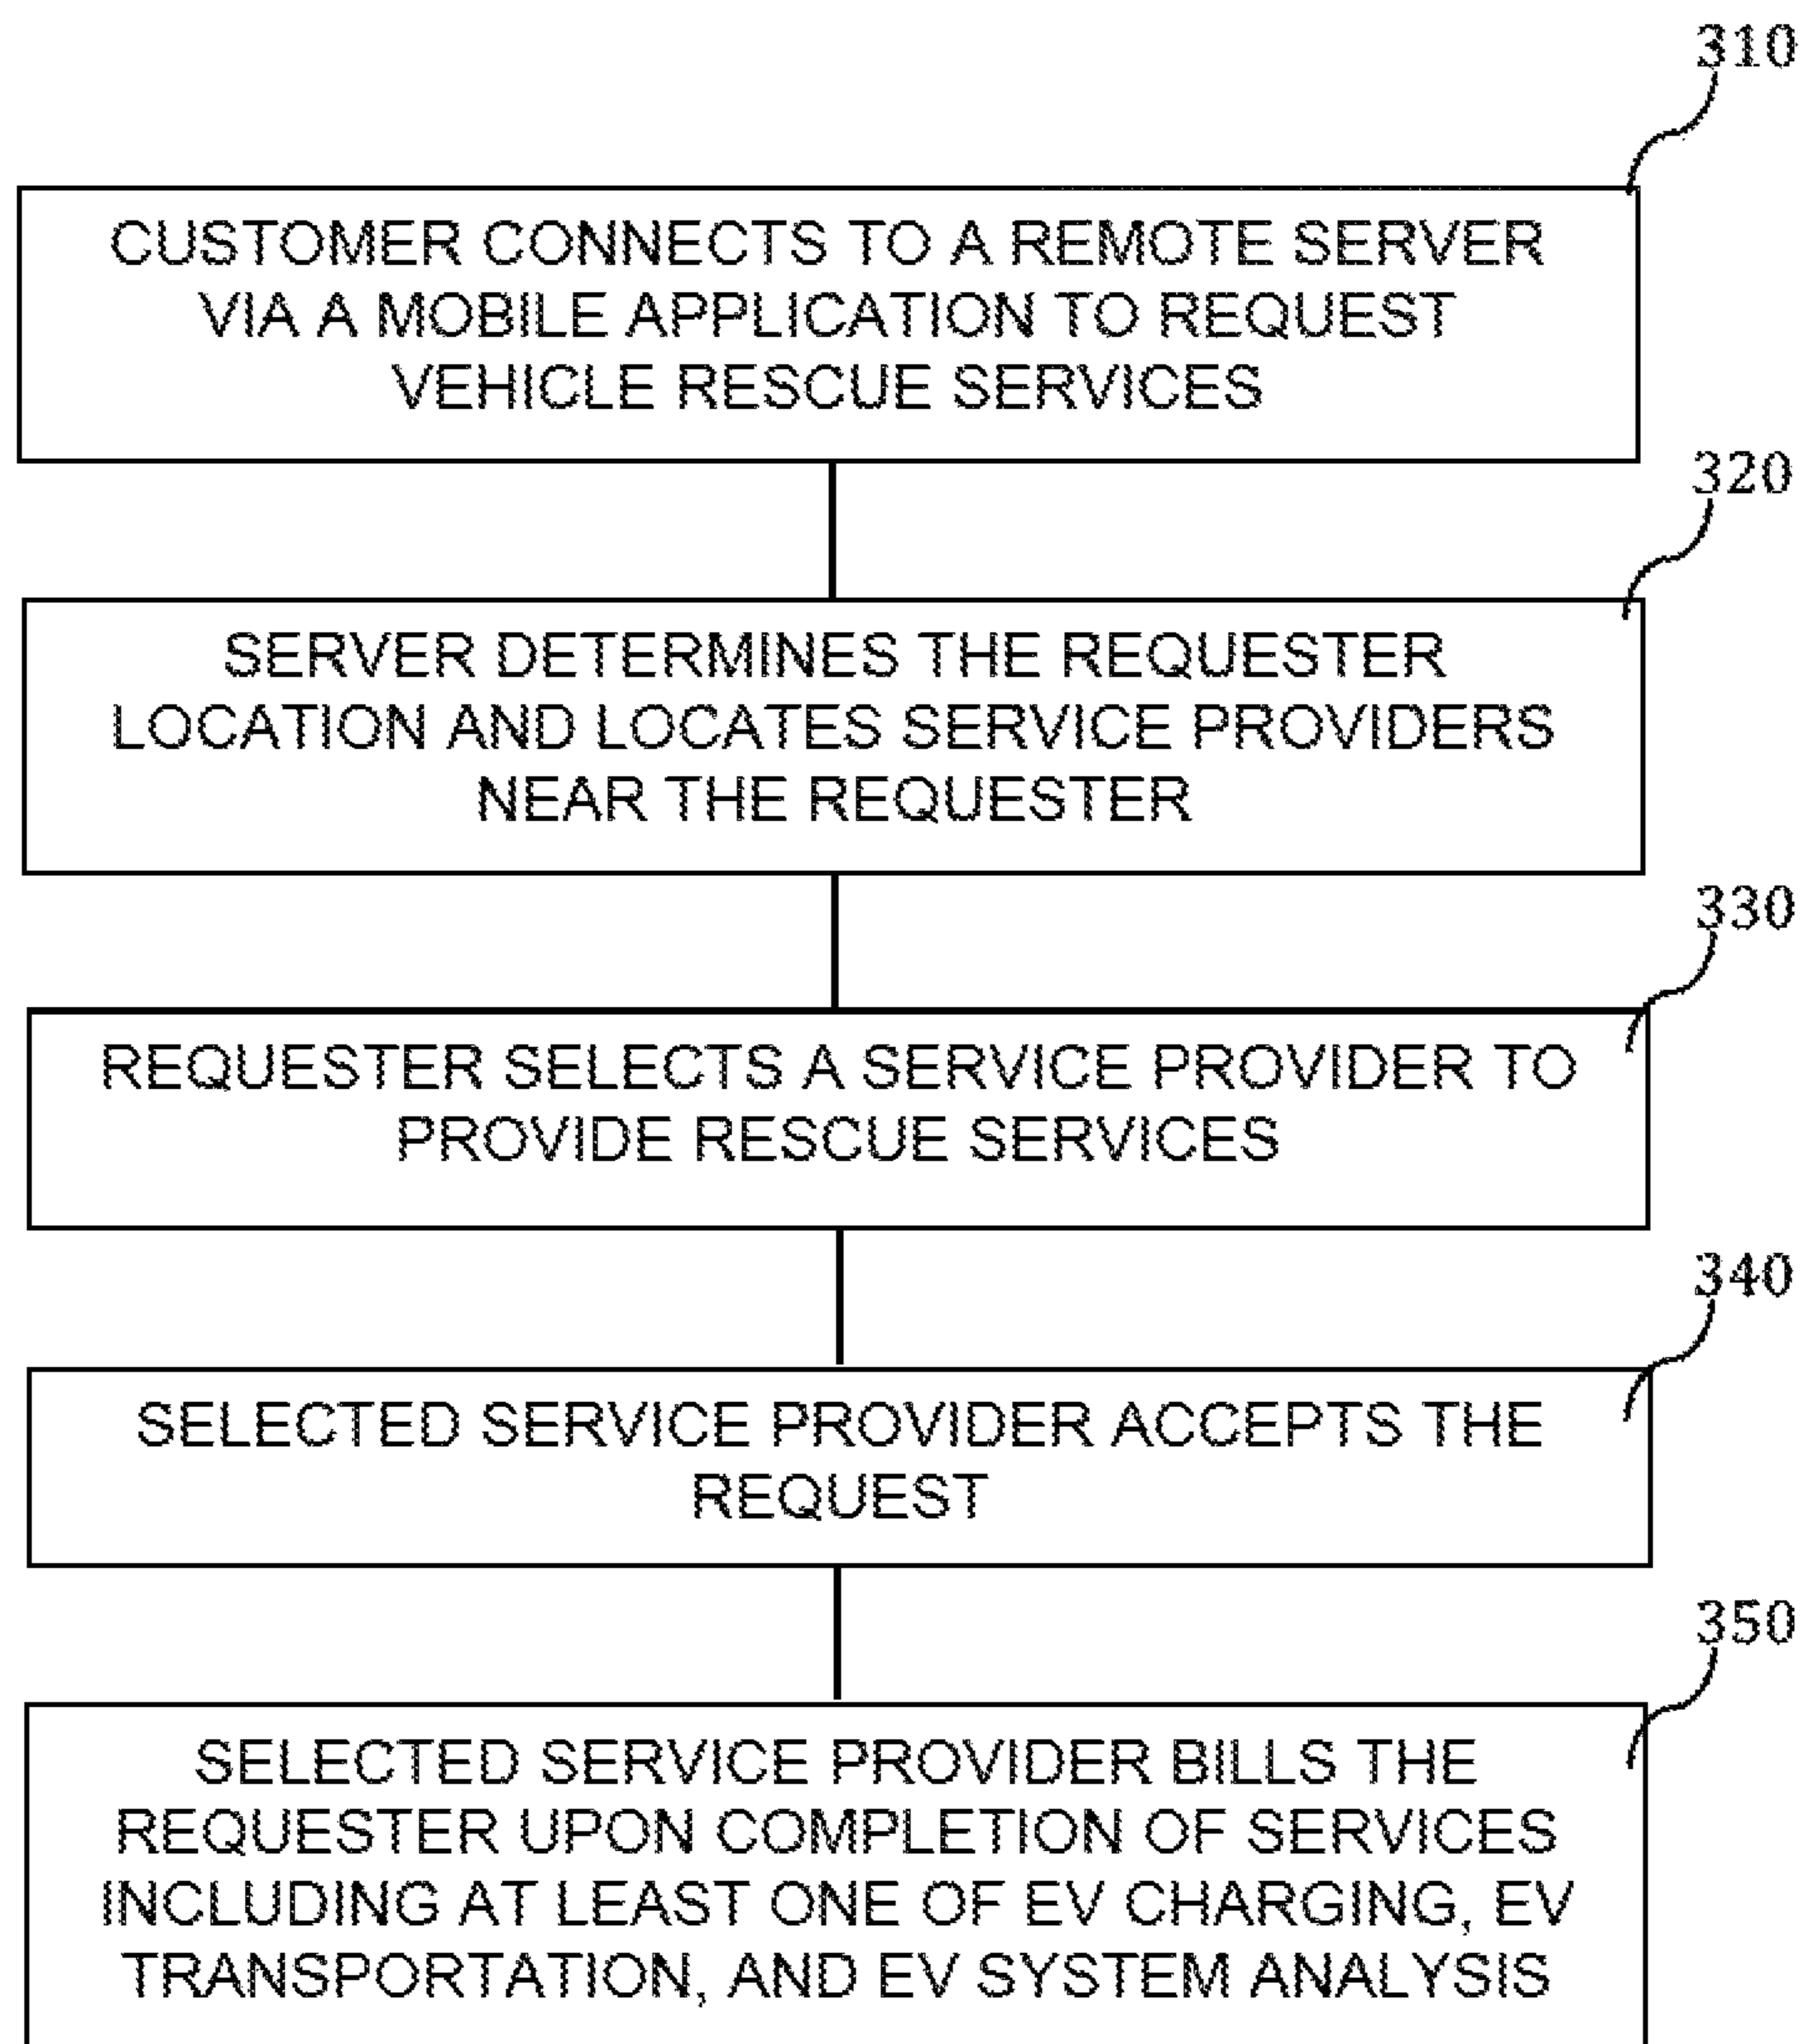 310
CUSTOMER CONNECTS TO A REMOTE SERVER
VIA A MOBILE APPLICATION TO REQUEST
VEHICLE RESCUE SERVICES
320
SERVER DETERMINES THE REQUESTER
LOCATION AND LOCATES SERVICE PROVIDERS
NEAR THE REQUESTER
330
REQUESTER SELECTS A SERVICE PROVIDER TO
PROVIDE RESCUE SERVICES
340
SELECTED SERVICE PROVIDER ACCEPTS THE
REQUEST
350
SELECTED SERVICE PROVIDER BILLS THE
REQUESTER UPON COMPLETION OF SERVICES
INCLUDING AT LEAST ONE OF EV CHARGING, EV
TRANSPORTATION, AND EV SYSTEM ANALYSIS